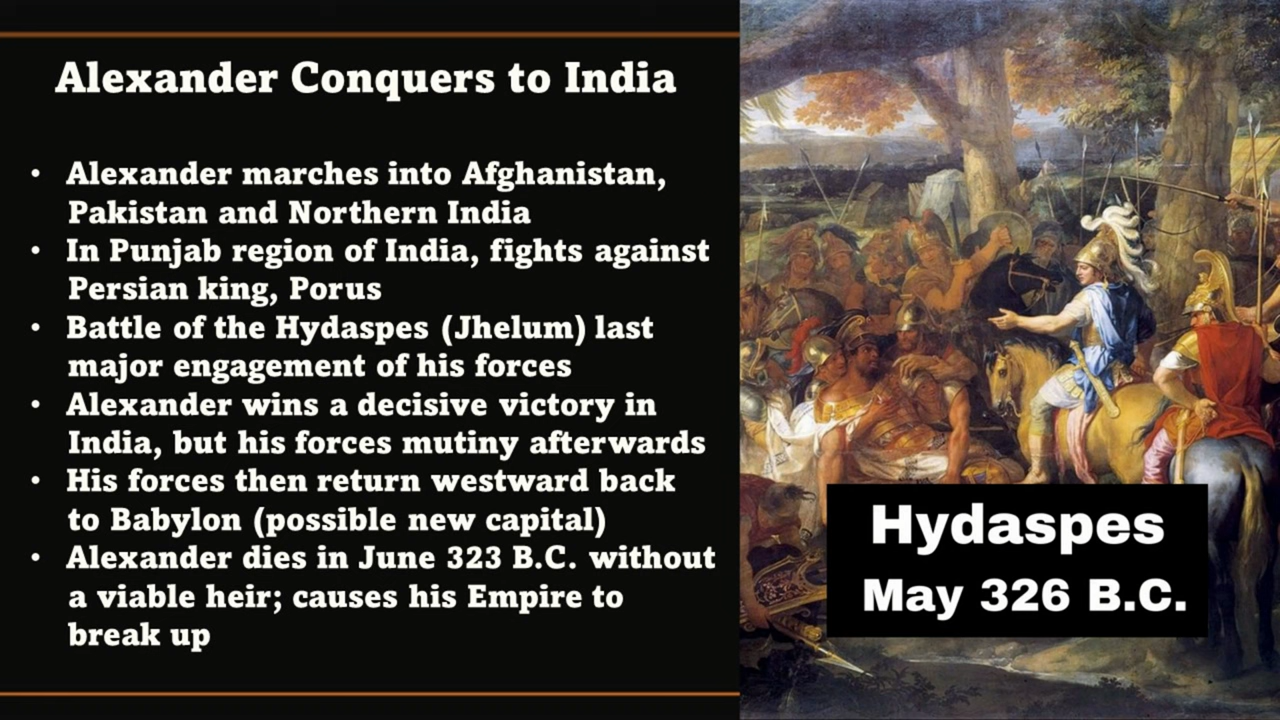 Alexander Conquers to India
• Alexander marches into Afghanistan,
Pakistan and Northern India
• In Punjab region of India, fights against
Persian king, Porus
• Battle of the Hydaspes (Jhelum) last
major engagement of his forces
• Alexander wins a decisive victory in
India, but his forces mutiny afterwards
• His forces then return westward back
to Babylon (possible new capital)
• Alexander dies in June 323 B.C. without
a viable heir; causes his Empire to
break up
Hydaspes
May 326 B.C.